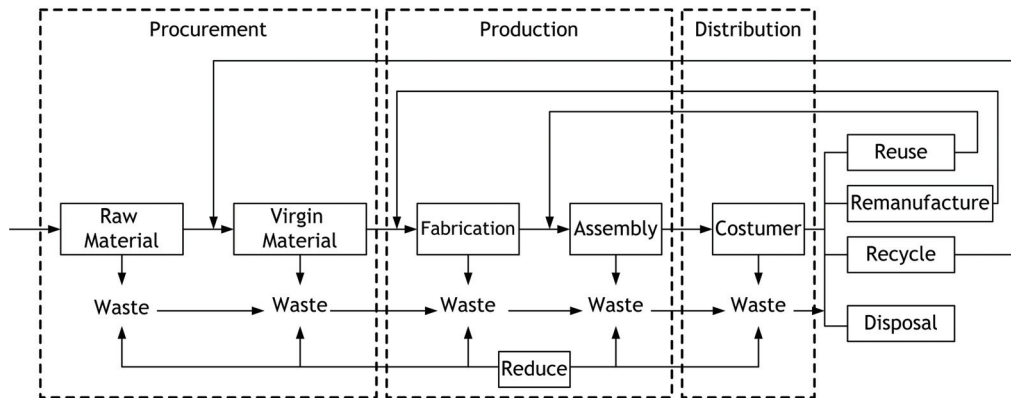 Procurement
Production
Distribution
Reuse
Remanufacture
Raw
Material
Virgin
Material
Fabrication
Assembly
Costumer
Recycle
Waste
Waste
Waste
Waste
Waste
Disposal
Reduce